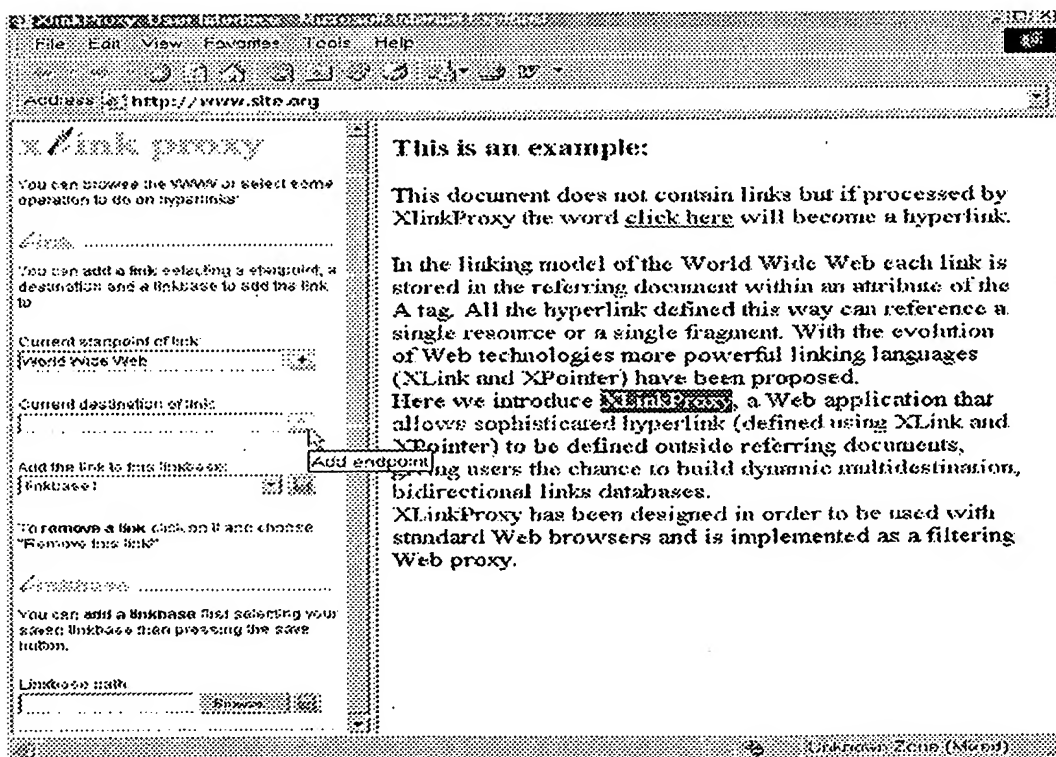 XLinkProxy User Interface - Microsoft Internet Explorer
File Edit View Favorites Tools Help
Address http://www.site.org
xlink proxy
You can browse the WWW or select some
operation to do on hyperlinks:
Link
You can add a link selecting a startpoint, a
destination and a linkbase to add the link
to
Current startpoint of link:
World Wide Web
Current destination of link:
Add endpoint
Add the link to this linkbase:
linkbase1
To remove a link click on it and choose
"Remove this link"
Linkbase
You can add a linkbase first selecting your
saved linkbase then pressing the save
button.
Linkbase path
Browse...
This is an example:
This document does not contain links but if processed by
XlinkProxy the word click here will become a hyperlink.
In the linking model of the World Wide Web each link is
stored in the referring document within an attribute of the
A tag. All the hyperlink defined this way can reference a
single resource or a single fragment. With the evolution
of Web technologies more powerful linking languages
(XLink and XPointer) have been proposed.
Here we introduce XLinkProxy, a Web application that
allows sophisticated hyperlink (defined using XLink and
XPointer) to be defined outside referring documents,
users the chance to build dynamic multidestination,
bidirectional links databases.
XLinkProxy has been designed in order to be used with
standard Web browsers and is implemented as a filtering
Web proxy.
Unknown Zone (Mixed)